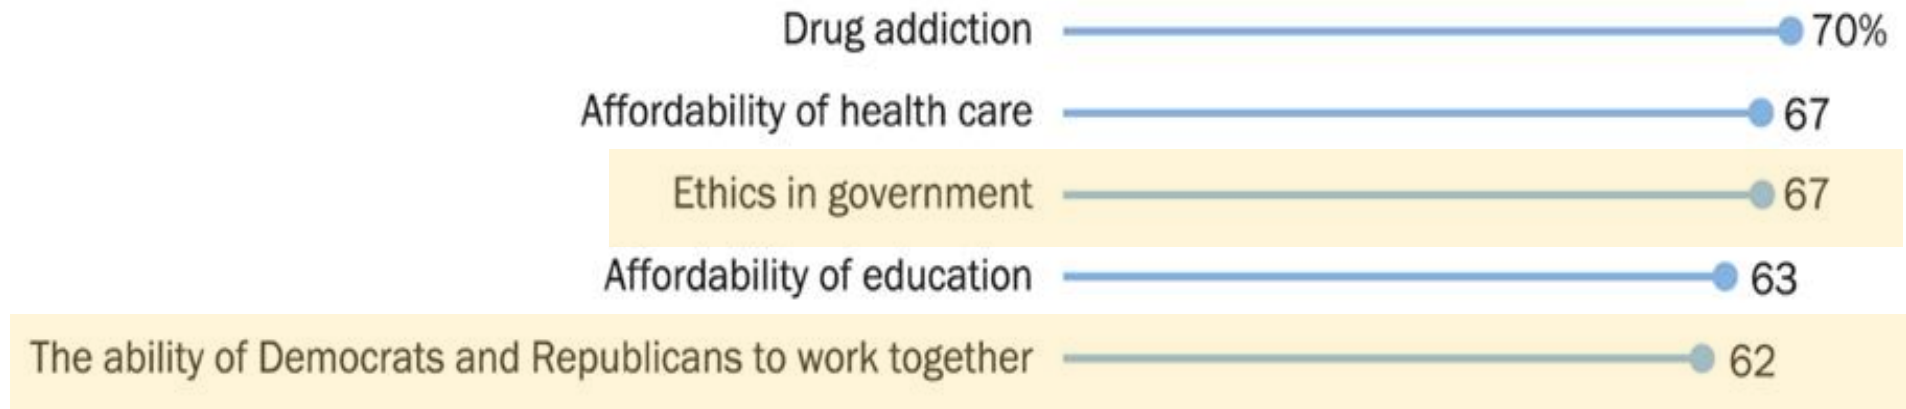 Drug addiction 70%
Affordability of health care 67
Ethics in government 67
Affordability of education 63
The ability of Democrats and Republicans to work together 62